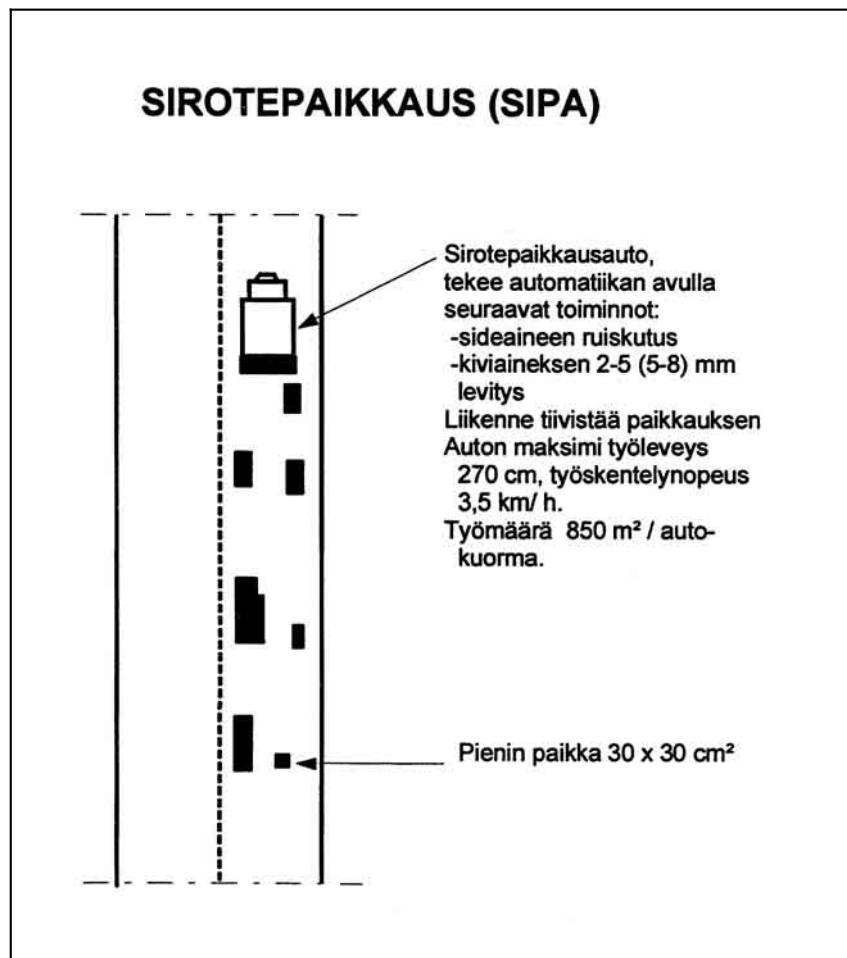 SIROTEPAIKKAUS (SIPA)
Sirotepaikkausauto,
tekee automatiikan avulla
seuraavat toiminnot:
-sideaineen ruiskutus
-kiviaineksen 2-5 (5-8) mm
levitys
Liikenne tiivistää paikkauksen
Auton maksimi työleveys
270 cm, työskentelynopeus
3,5 km/ h.
Työmäärä 850 m² / auto-
kuorma.
Pienin paikka 30 x 30 cm²